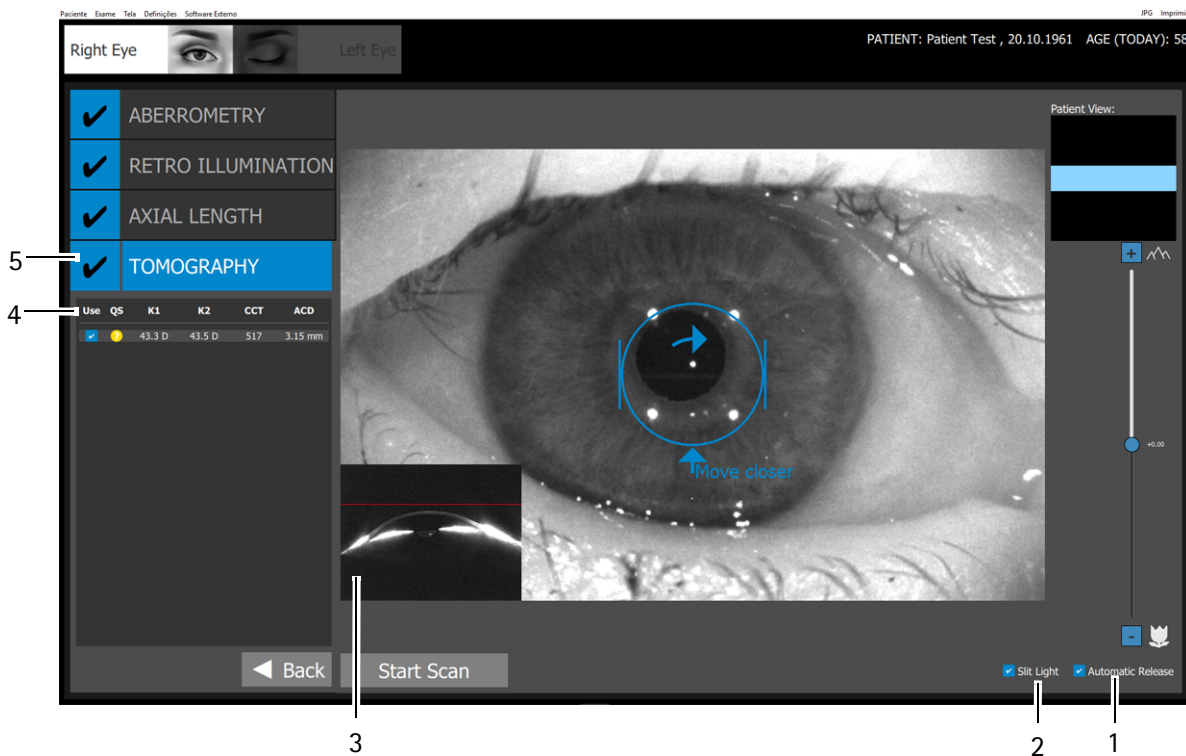 Paciente Exame Tela Definições Software Externo
JPG Imprimi
Right Eye
Left Eye
PATIENT: Patient Test , 20.10.1961 AGE (TODAY): 58
ABERROMETRY
RETRO ILLUMINATION
AXIAL LENGTH
5
TOMOGRAPHY
4
Use QS K1 K2 CCT ACD
? 43.3 D 43.5 D 517 3.15 mm
Patient View:
+
+0.00
-
Move closer
Back
Start Scan
Slit Light
Automatic Release
3
2
1